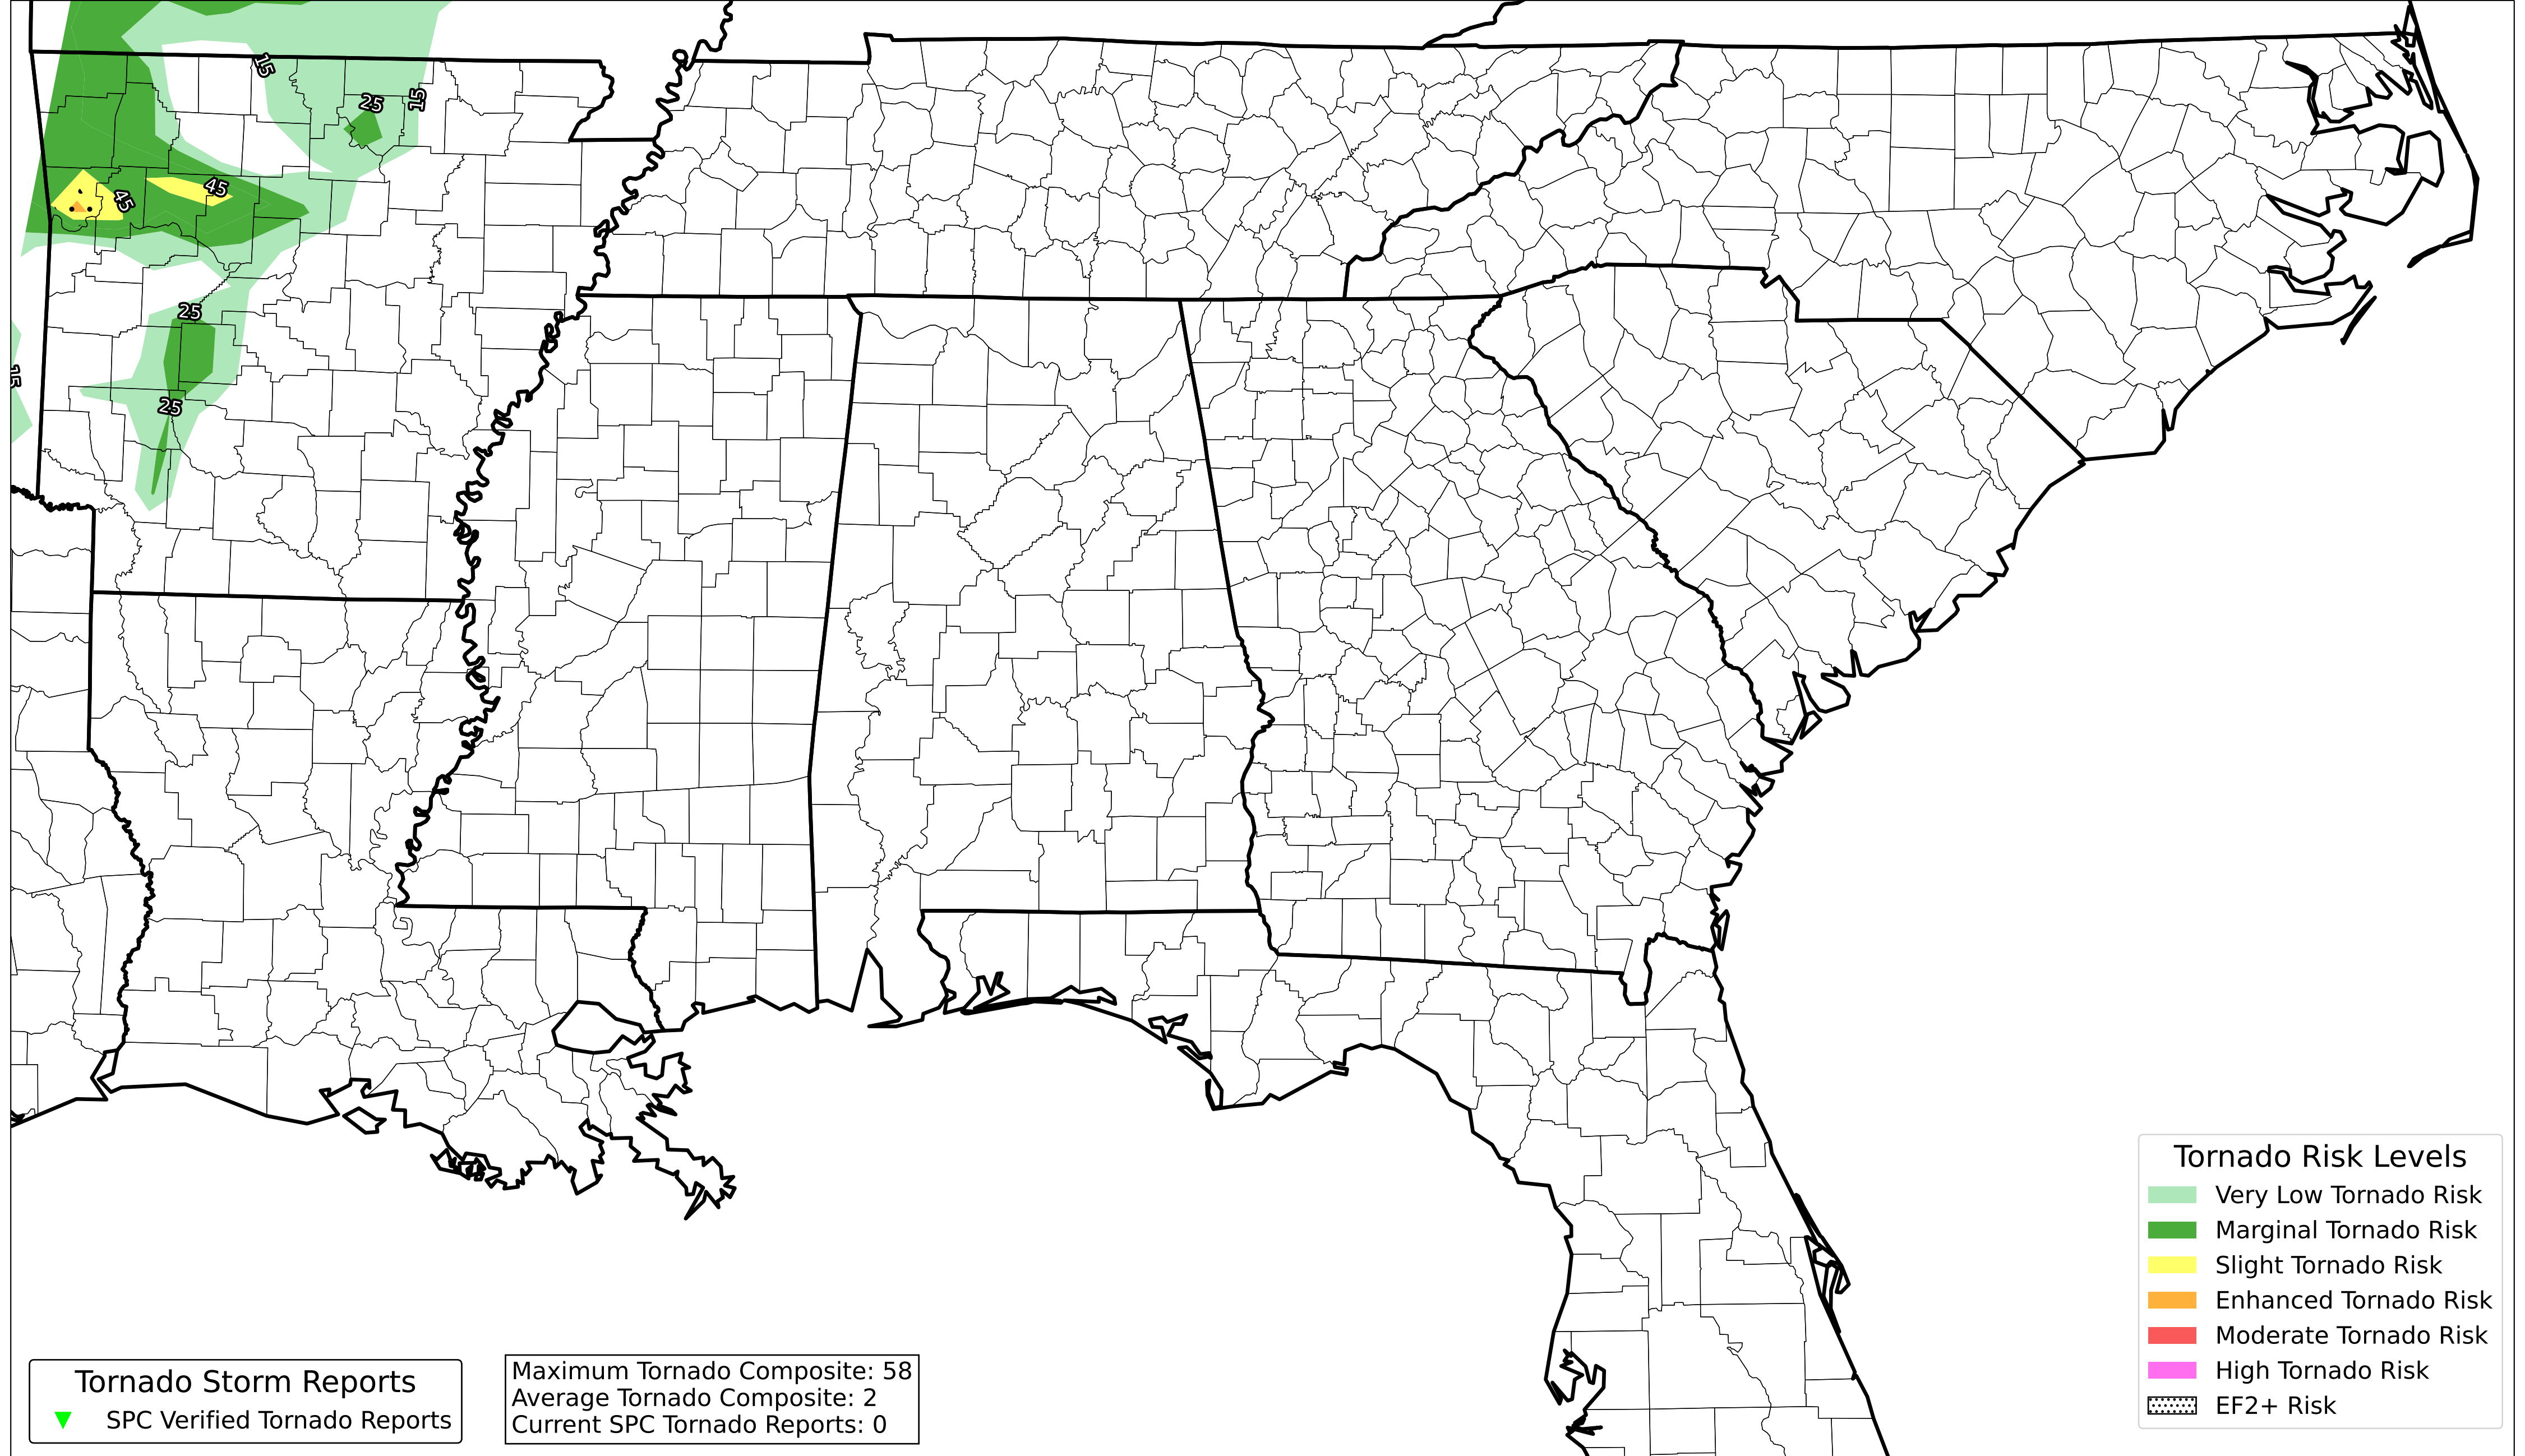 15
25
15
45
45
25
15
25
Tornado Risk Levels
Very Low Tornado Risk
Marginal Tornado Risk
Slight Tornado Risk
Enhanced Tornado Risk
Moderate Tornado Risk
High Tornado Risk
EF2+ Risk
Tornado Storm Reports
SPC Verified Tornado Reports
Maximum Tornado Composite: 58
Average Tornado Composite: 2
Current SPC Tornado Reports: 0